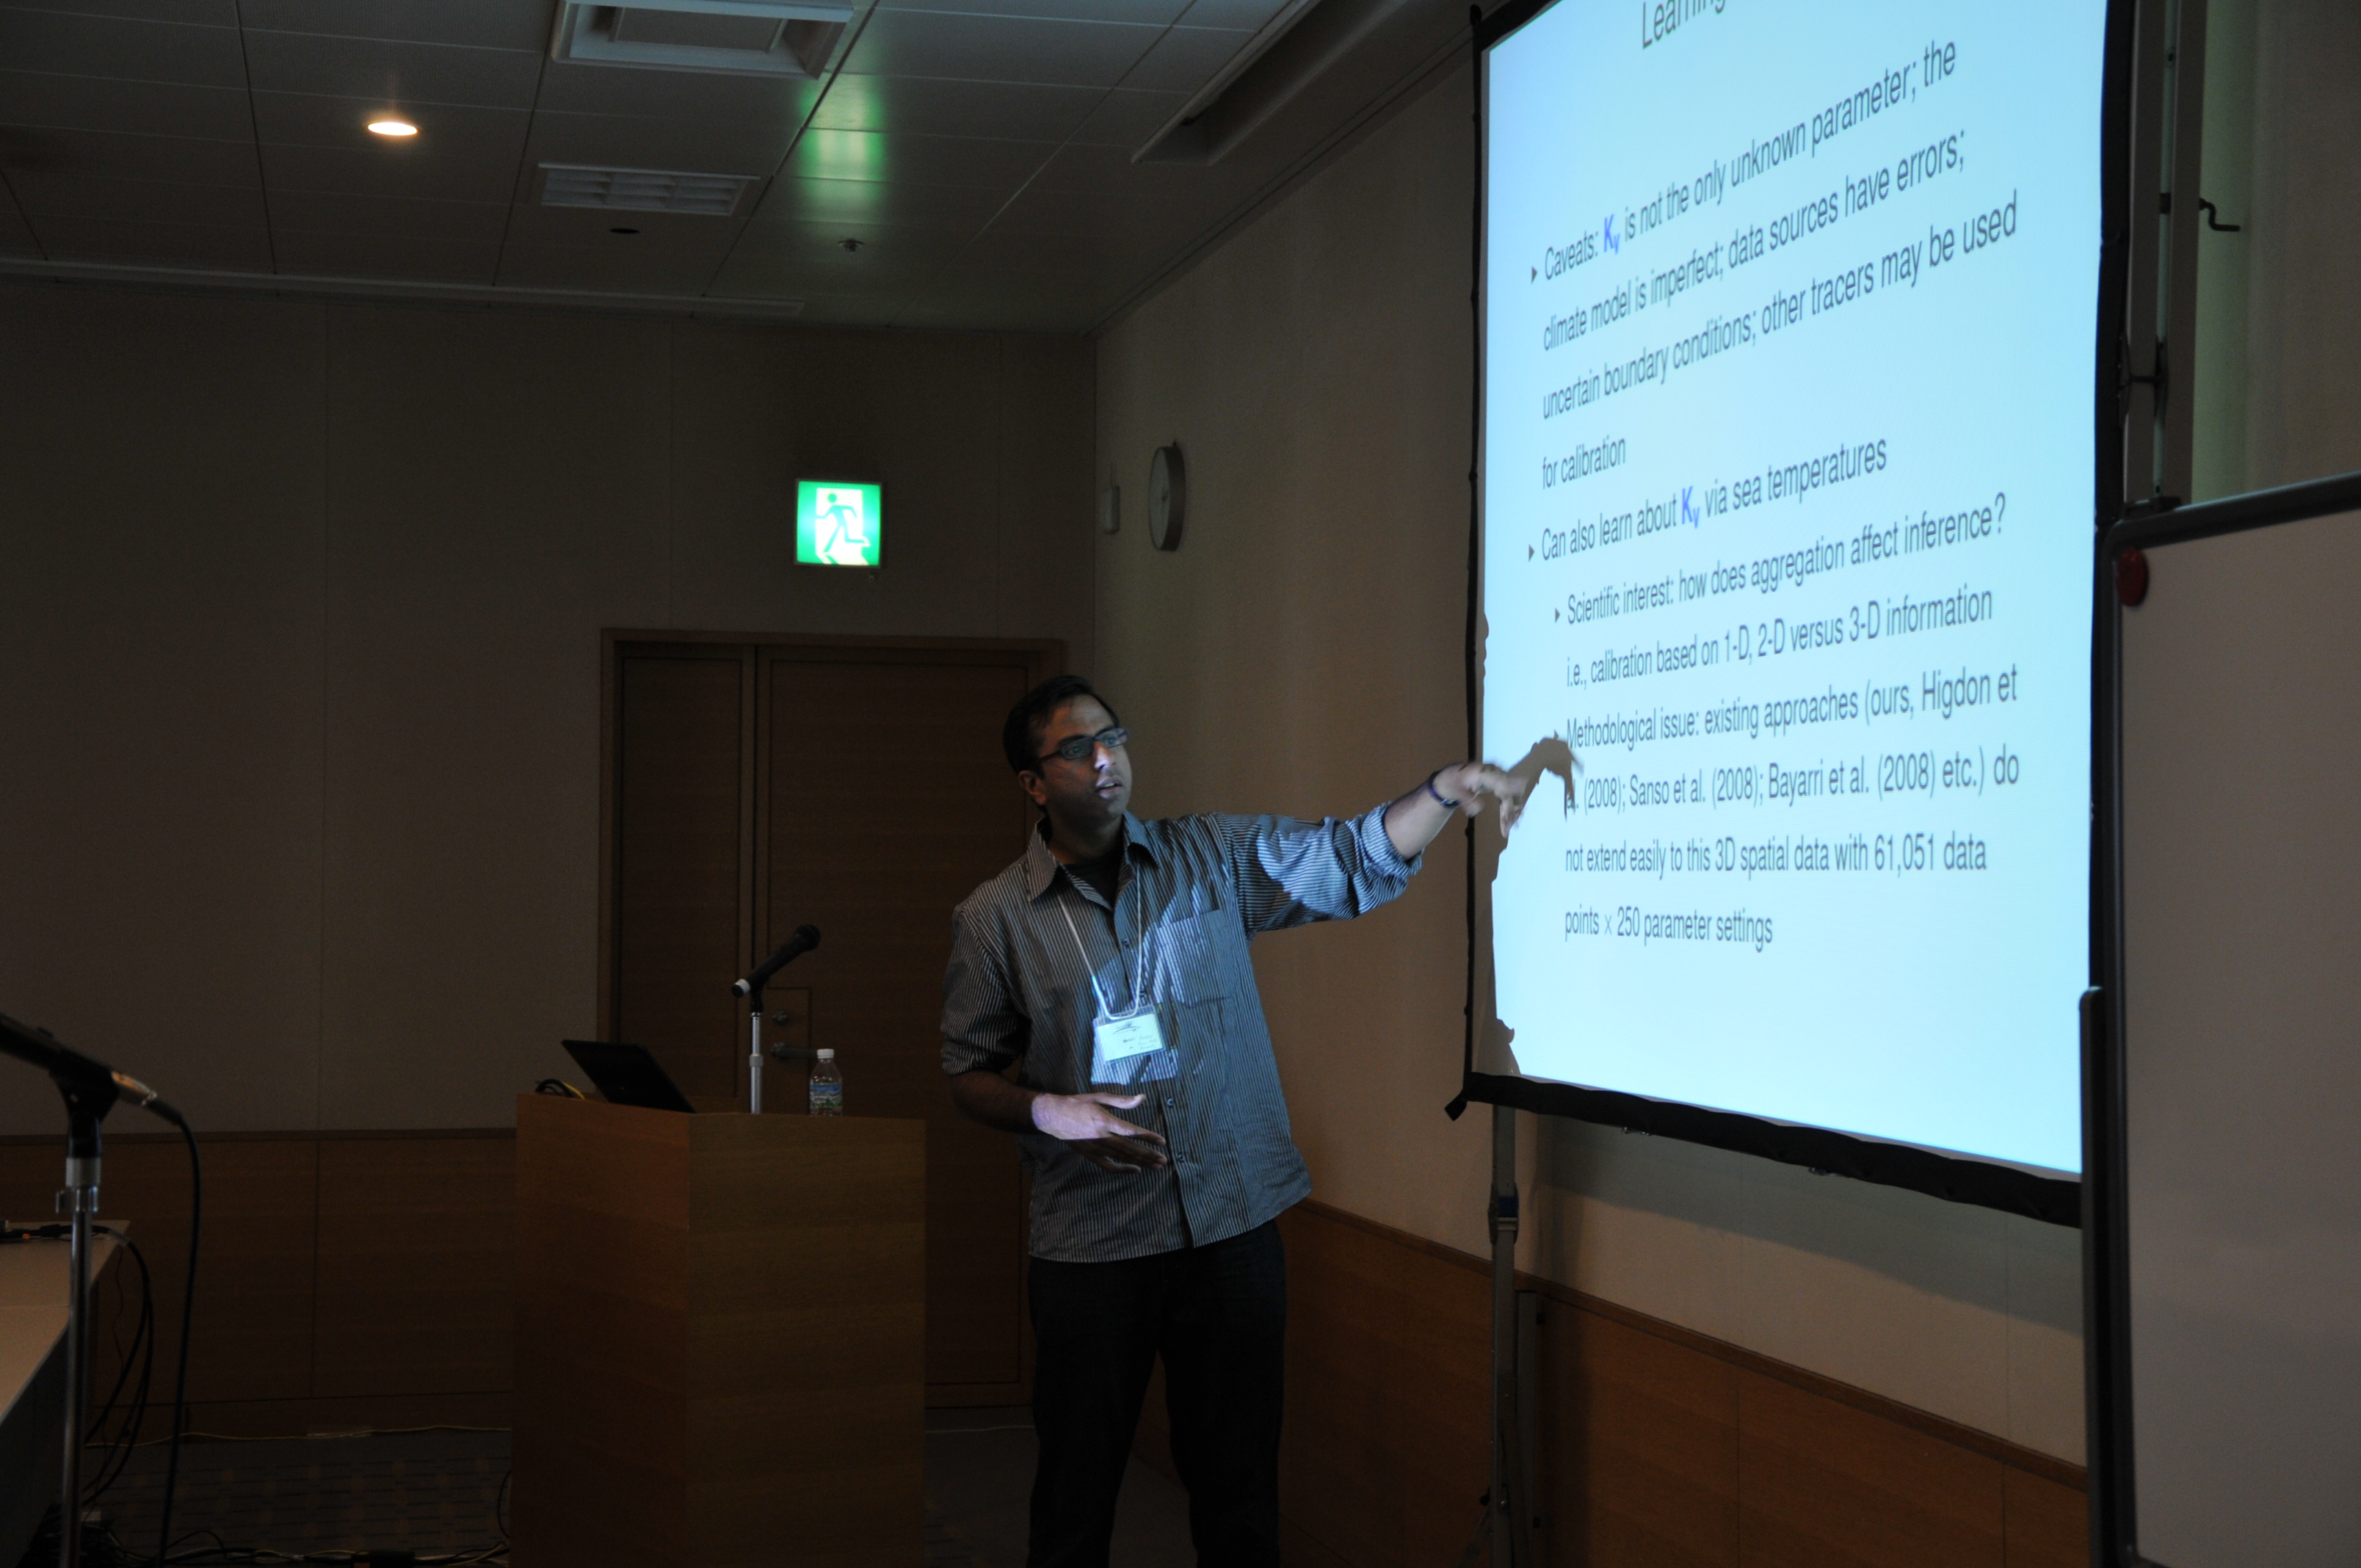 Learning
Caveats: Kv is not the only unknown parameter; the
climate model is imperfect; data sources have errors;
uncertain boundary conditions; other tracers may be used
for calibration
Can also learn about Kv via sea temperatures
Scientific interest: how does aggregation affect inference?
i.e., calibration based on 1-D, 2-D versus 3-D information
Methodological issue: existing approaches (ours, Higdon et
al. (2008); Sanso et al. (2008); Bayarri et al. (2008) etc.) do
not extend easily to this 3D spatial data with 61,051 data
points × 250 parameter settings